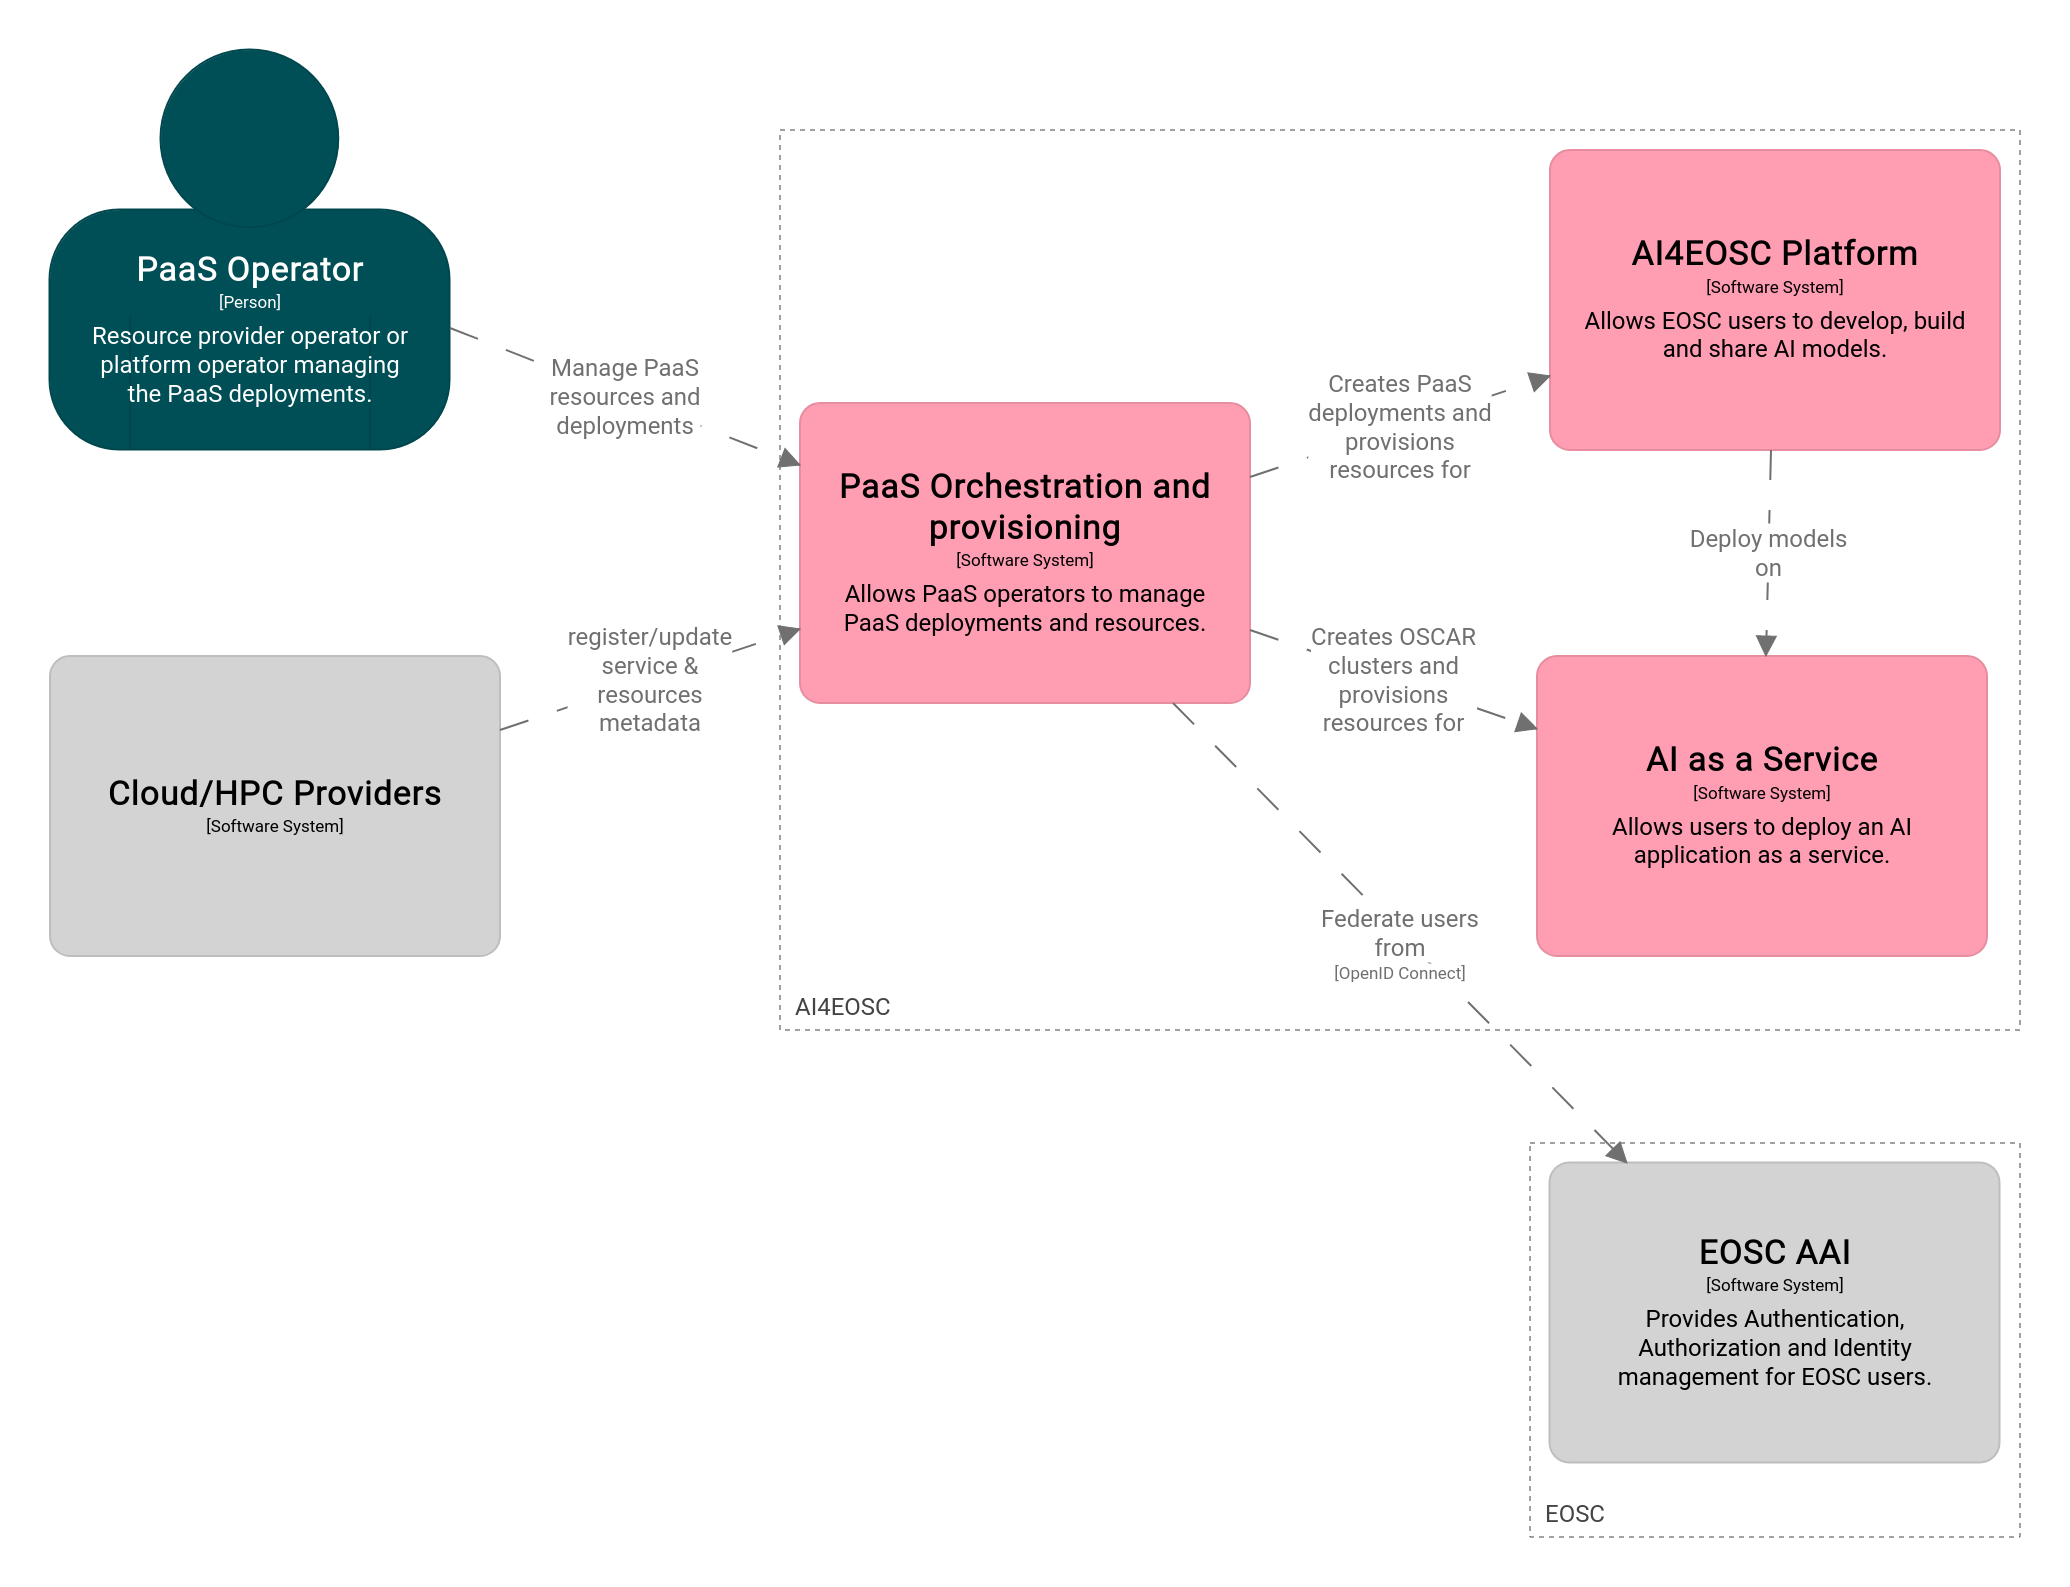 PaaS Operator
[Person]
Resource provider operator or
platform operator managing
the PaaS deployments.
Manage PaaS
resources and
deployments
Cloud/HPC Providers
[Software System]
register/update
service &
resources
metadata
PaaS Orchestration and
provisioning
[Software System]
Allows PaaS operators to manage
PaaS deployments and resources.
Creates PaaS
deployments and
provisions
resources for
AI4EOSC Platform
[Software System]
Allows EOSC users to develop, build
and share AI models.
Deploy models
on
Creates OSCAR
clusters and
provisions
resources for
AI as a Service
[Software System]
Allows users to deploy an AI
application as a service.
Federate users
from
[OpenID Connect]
AI4EOSC
EOSC AAI
[Software System]
Provides Authentication,
Authorization and Identity
management for EOSC users.
EOSC